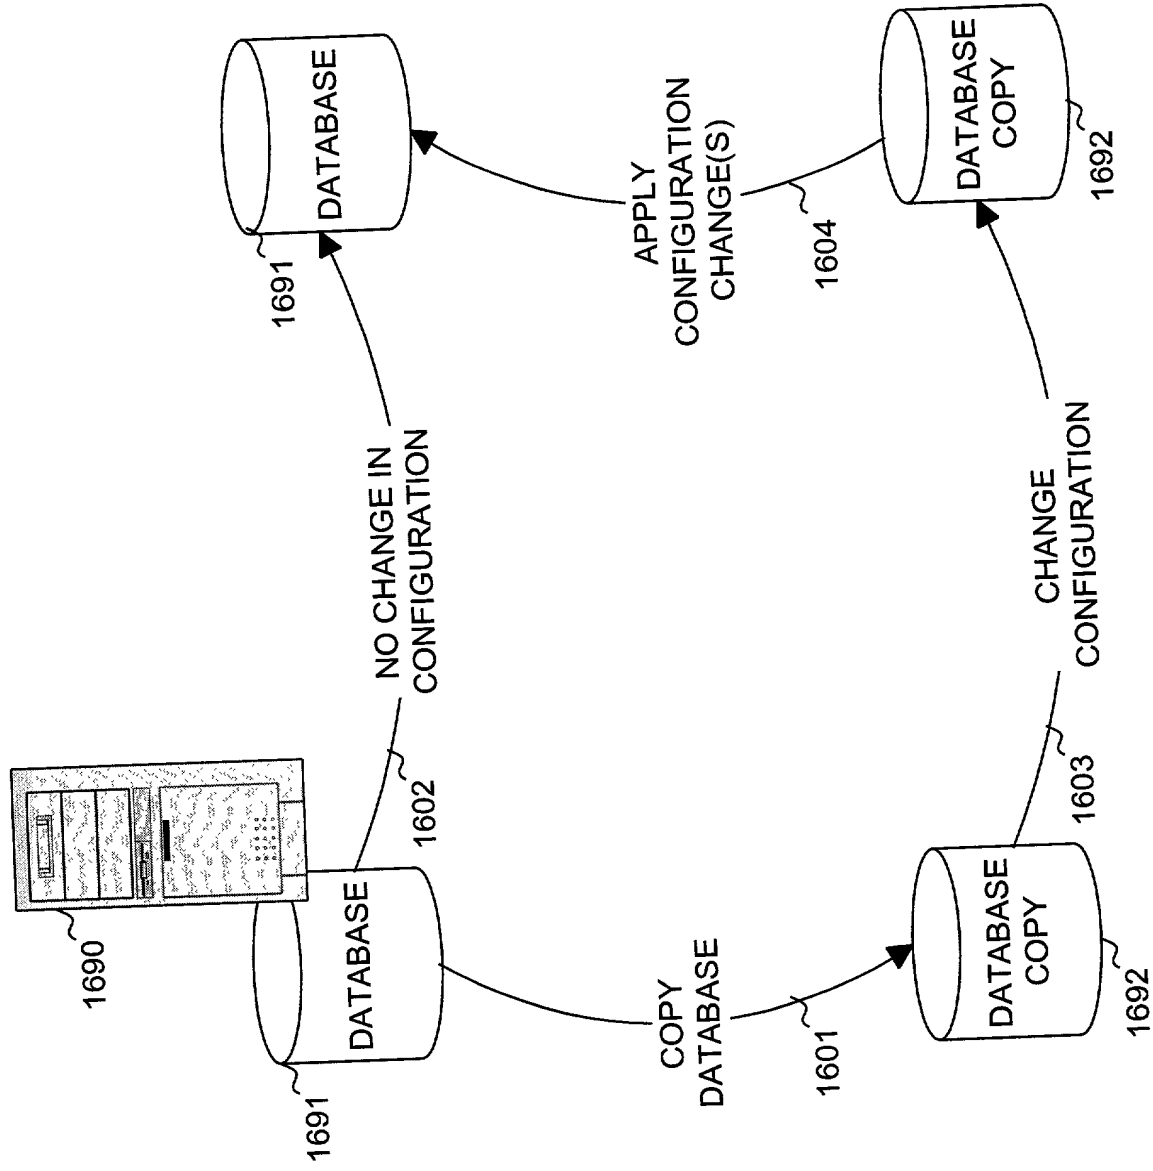 1690
1691
DATABASE
1602
NO CHANGE IN
CONFIGURATION
1691
DATABASE
COPY
DATABASE
1601
APPLY
CONFIGURATION
CHANGE(S)
1604
DATABASE
COPY
1692
1603
CHANGE
CONFIGURATION
DATABASE
COPY
1692